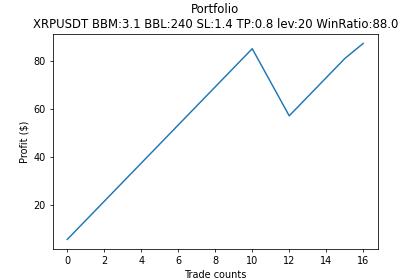 Portfolio
XRPUSDT BBM:3.1 BBL:240 SL:1.4 TP:0.8 lev:20 WinRatio:88.0
80
60
40
20
Profit ($)
0 2 4 6 8 10 12 14 16
Trade counts